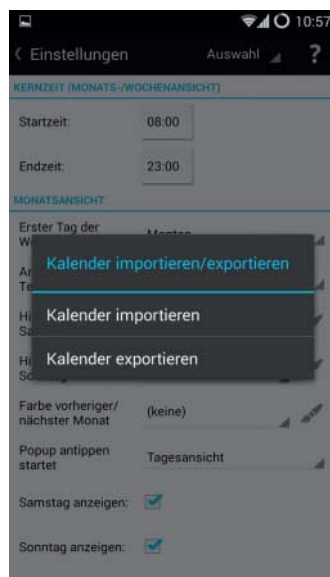 10:57
Einstellungen
Auswahl
?
KERNZEIT (MONATS-/WOCHENANSICHT)
Startzeit:
08:00
Endzeit:
23:00
MONATSANSICHT
Erster Tag der
Montag
Kalender importieren/exportieren
Kalender importieren
Kalender exportieren
Farbe vorheriger/
nächster Monat
(keine)
Popup antippen
startet
Tagesansicht
Samstag anzeigen:
Sonntag anzeigen: